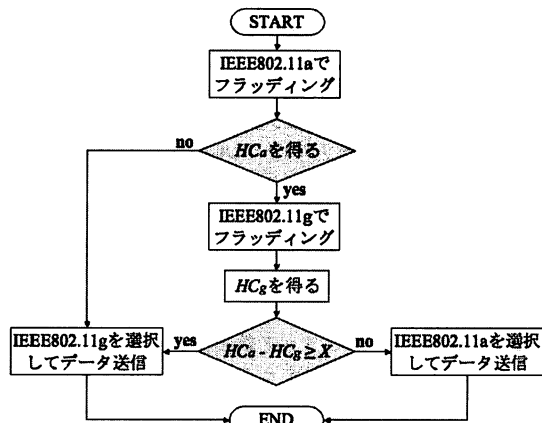 START
IEEE802.11aで
フラッディング
HCaを得る
no
yes
IEEE802.11gで
フラッディング
HCgを得る
HCa - HCg ≥ X
yes
no
IEEE802.11gを選択
してデータ送信
IEEE802.11aを選択
してデータ送信
END